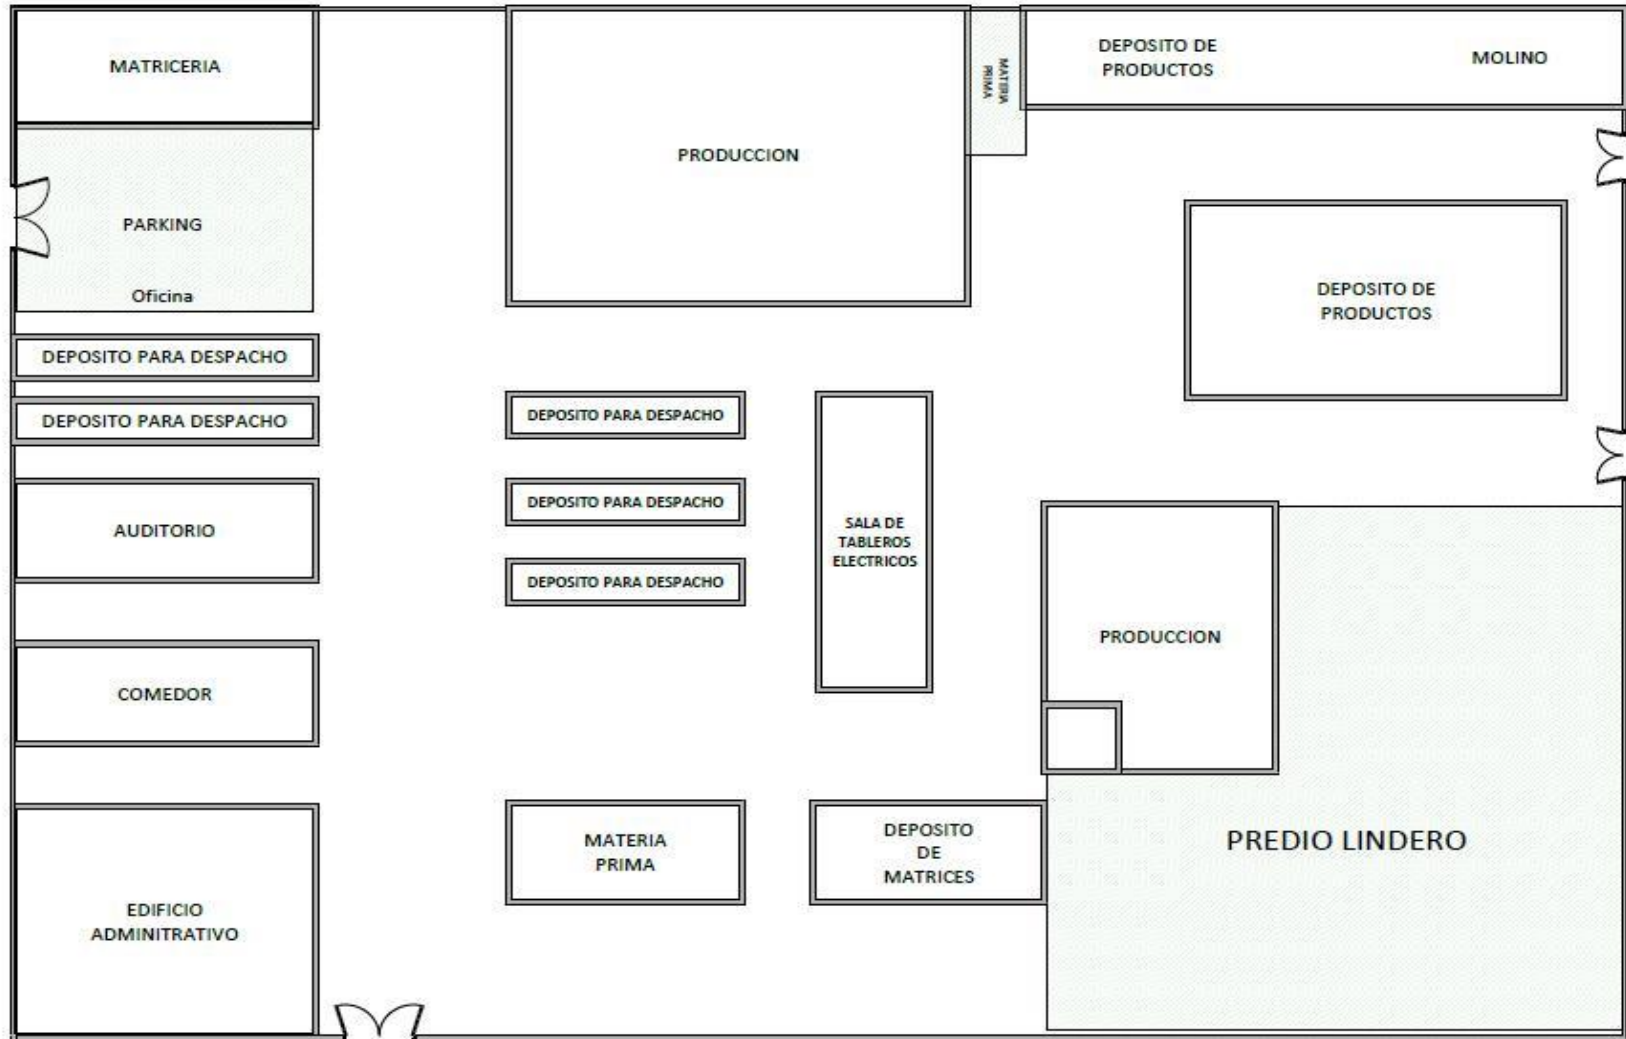 MATRICERIA
PRODUCCION
MATERIA
PRIMA
DEPOSITO DE
PRODUCTOS
MOLINO
PARKING
Oficina
DEPOSITO DE
PRODUCTOS
DEPOSITO PARA DESPACHO
DEPOSITO PARA DESPACHO
DEPOSITO PARA DESPACHO
DEPOSITO PARA DESPACHO
DEPOSITO PARA DESPACHO
AUDITORIO
SALA DE
TABLEROS
ELECTRICOS
PRODUCCION
COMEDOR
MATERIA
PRIMA
DEPOSITO
DE
MATRICES
PREDIO LINDERO
EDIFICIO
ADMINITRATIVO